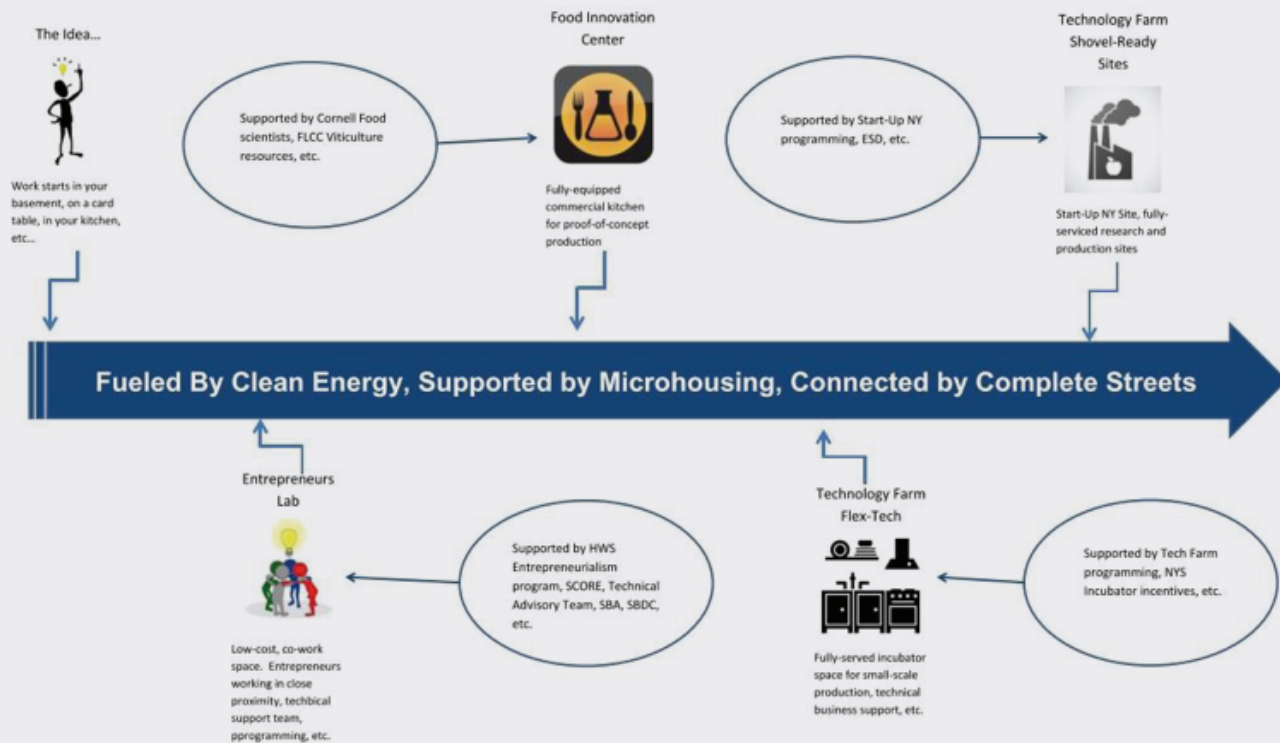 The Idea...
Work starts in your
basement, on a card
table, in your kitchen,
etc...
Supported by Cornell Food
scientists, FLCC Viticulture
resources, etc.
Food Innovation
Center
Fully-equipped
commercial kitchen
for proof-of-concept
production
Supported by Start-Up NY
programming, ESD, etc.
Technology Farm
Shovel-Ready
Sites
Start-Up NY Site, fully-
serviced research and
production sites
Fueled By Clean Energy, Supported by Microhousing, Connected by Complete Streets
Entrepreneurs
Lab
Low-cost, co-work
space. Entrepreneurs
working in close
proximity, techbical
support team,
pprogramming, etc.
Supported by HWS
Entrepreneurialism
program, SCORE, Technical
Advisory Team, SBA, SBDC,
etc.
Technology Farm
Flex-Tech
Fully-served incubator
space for small-scale
production, technical
business support, etc.
Supported by Tech Farm
programming, NYS
Incubator incentives, etc.